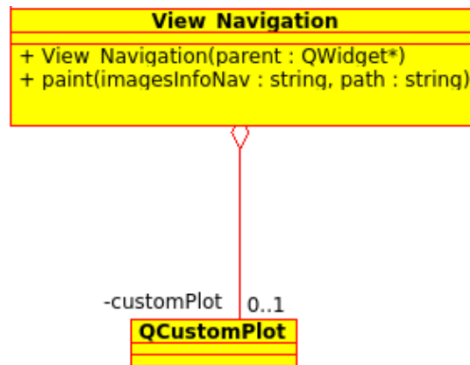 View Navigation
+ View Navigation(parent : QWidget*)
+ paint(imagesInfoNav : string, path : string)
-customPlot 0..1
QCustomPlot